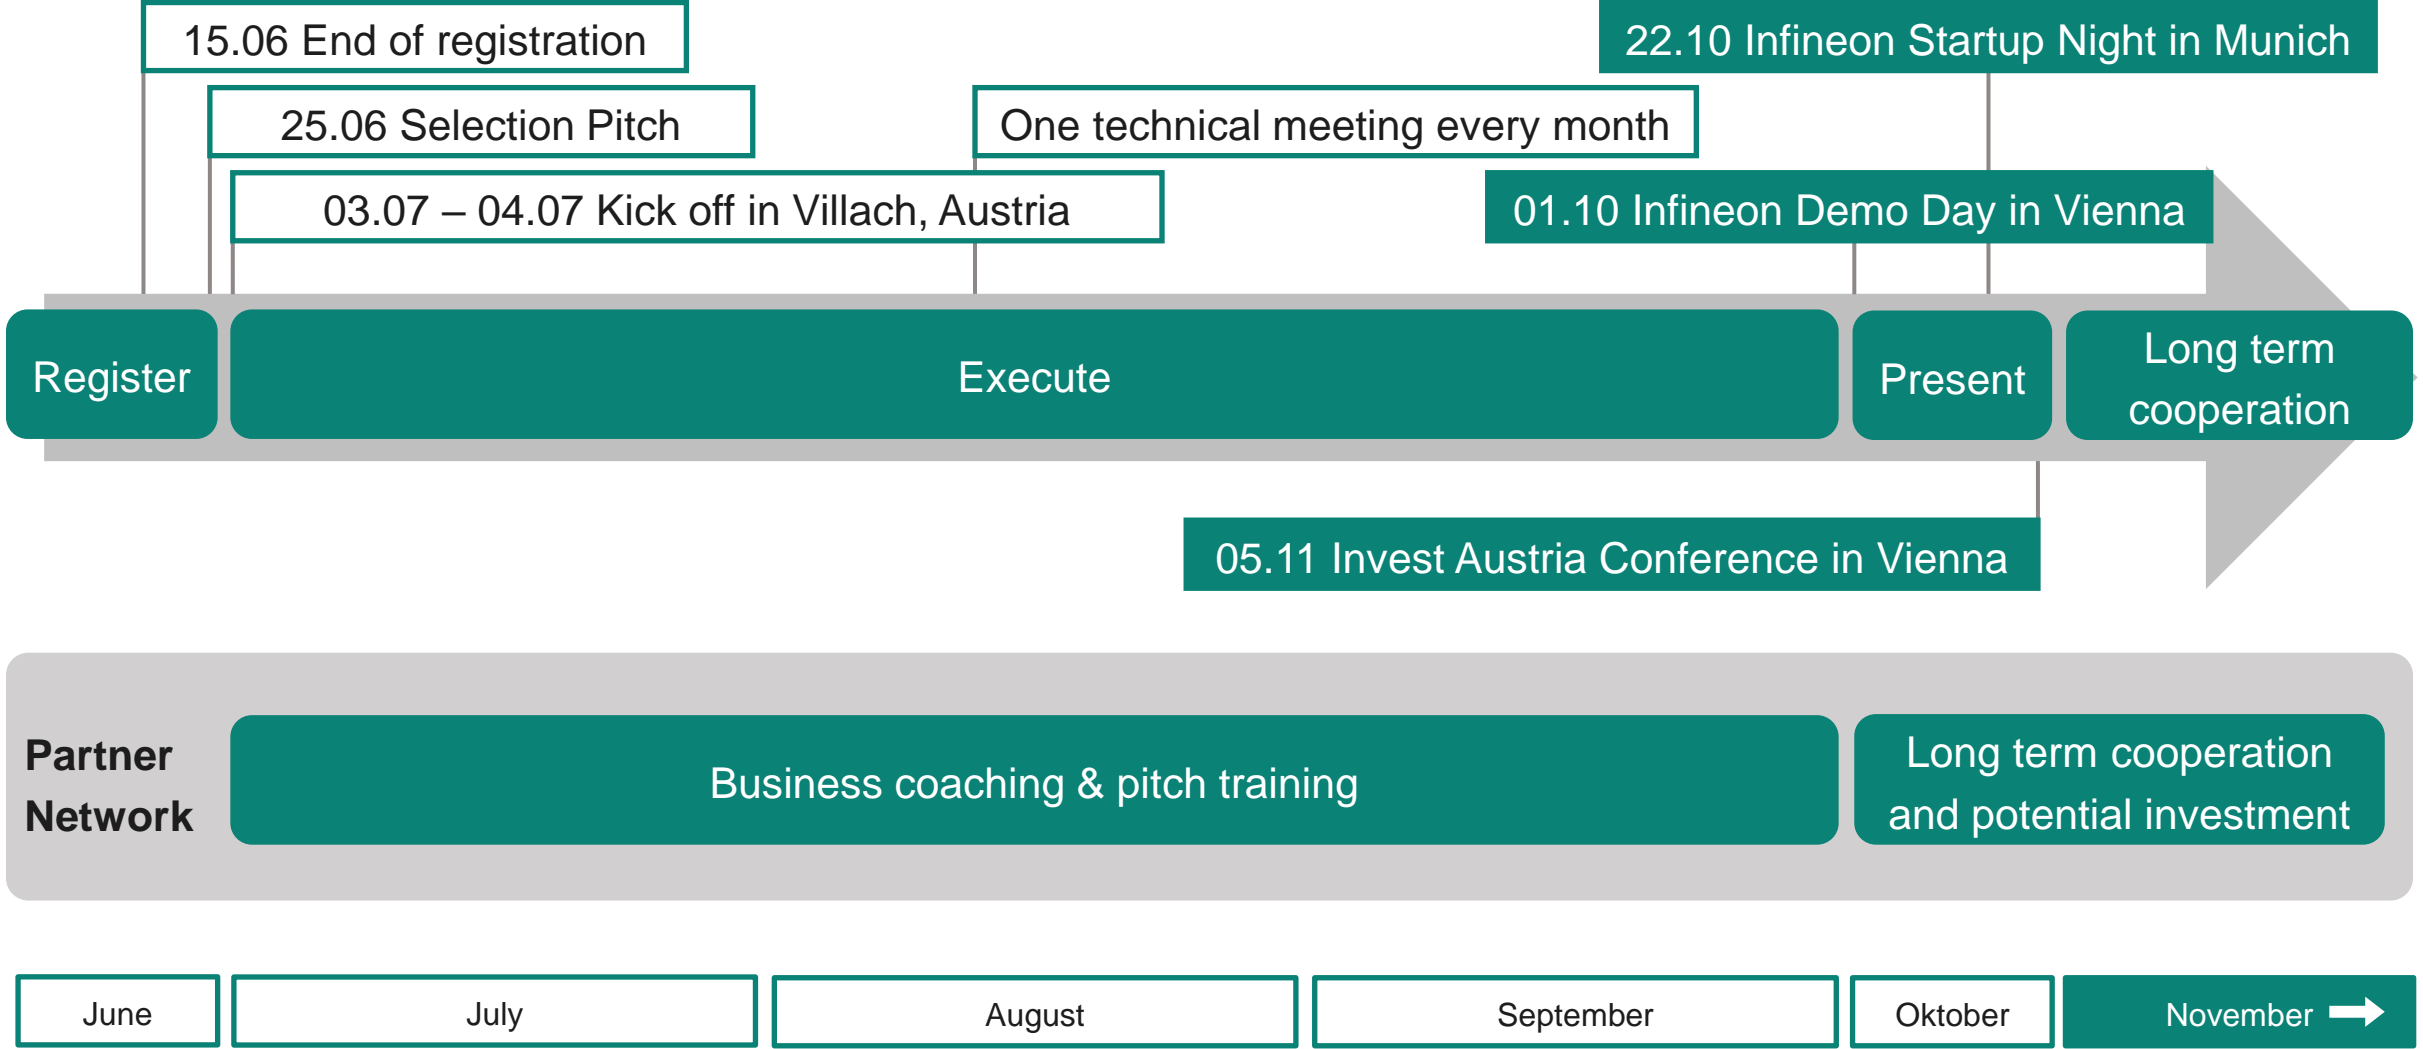 15.06 End of registration
22.10 Infineon Startup Night in Munich
25.06 Selection Pitch
One technical meeting every month
03.07 – 04.07 Kick off in Villach, Austria
01.10 Infineon Demo Day in Vienna
Register
Execute
Present
Long term
cooperation
05.11 Invest Austria Conference in Vienna
Partner
Network
Business coaching & pitch training
Long term cooperation
and potential investment
June
July
August
September
Oktober
November